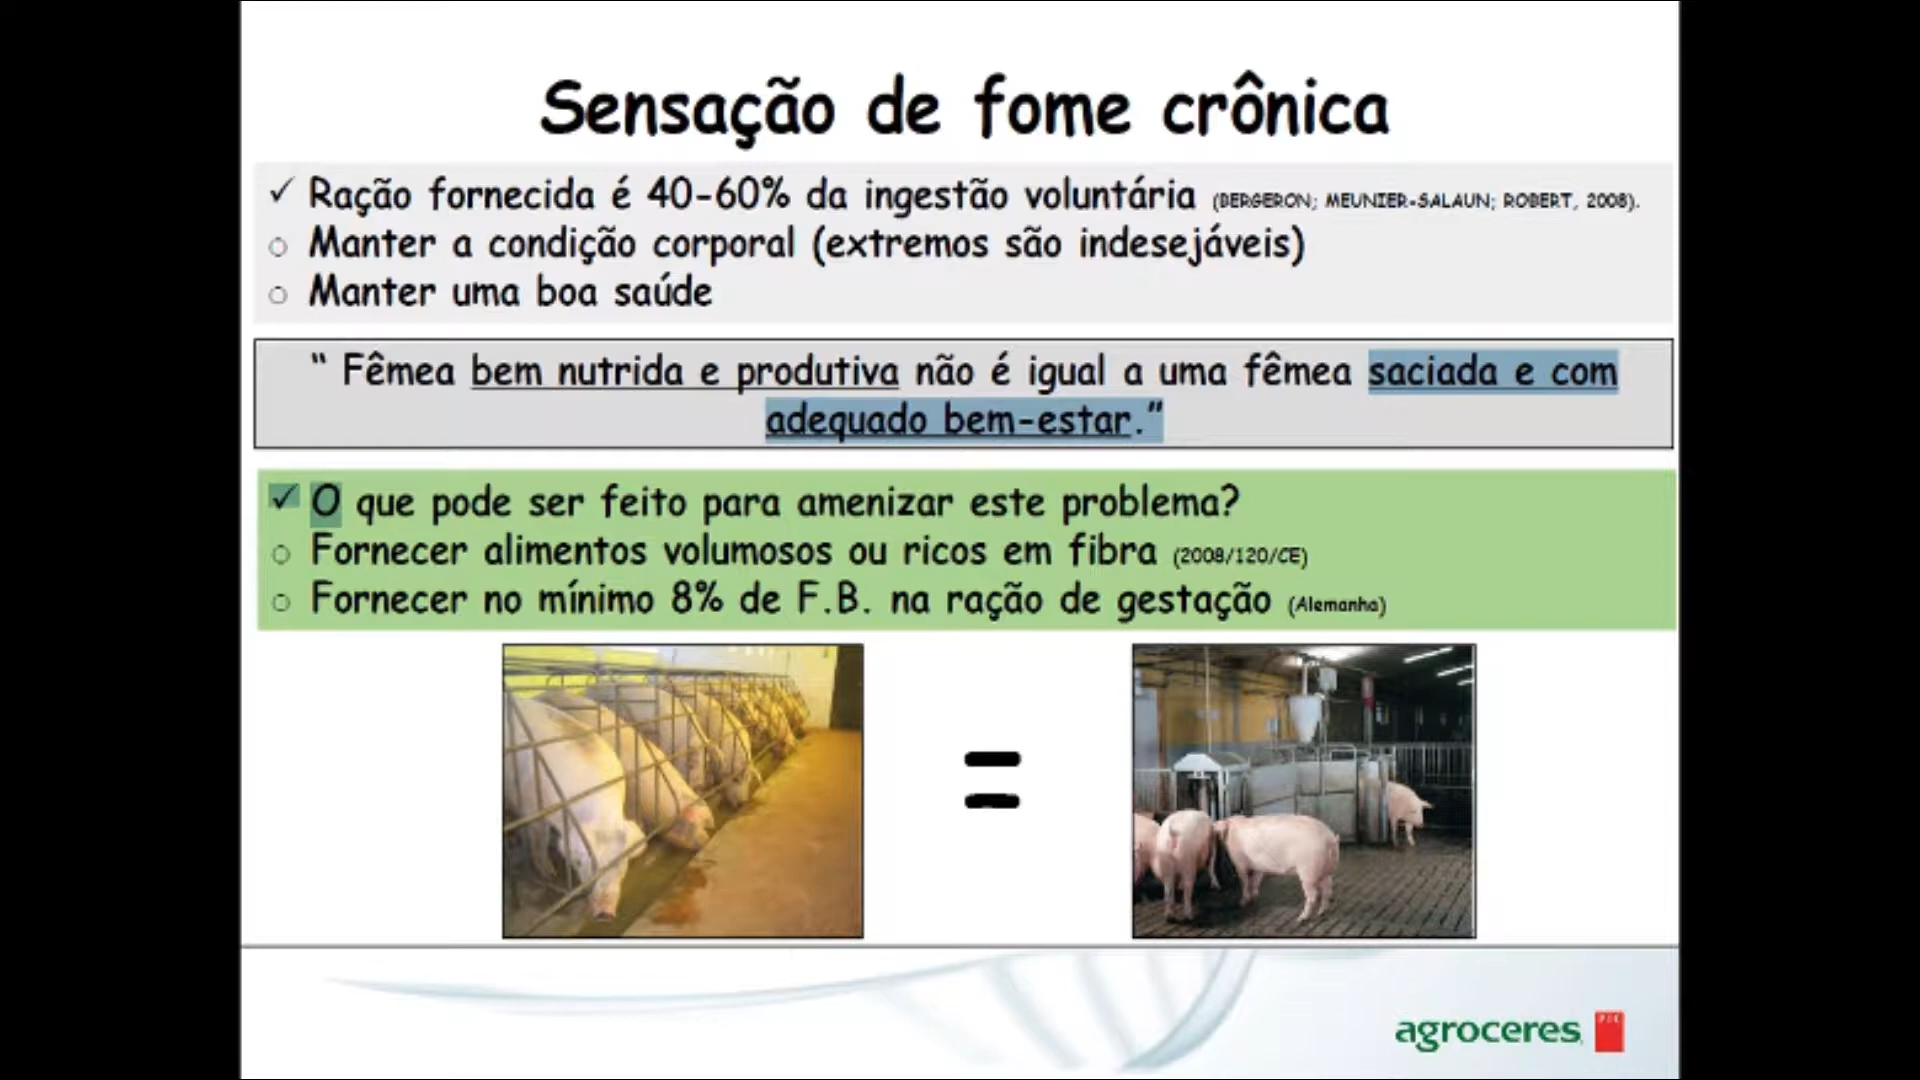 Sensação de fome crônica
✓ Ração fornecida é 40-60% da ingestão voluntária (BERGERON; MEUNIER-SALAUN; ROBERT, 2008).
○ Manter a condição corporal (extremos são indesejáveis)
○ Manter uma boa saúde
“ Fêmea bem nutrida e produtiva não é igual a uma fêmea saciada e com
adequado bem-estar.”
✓ O que pode ser feito para amenizar este problema?
○ Fornecer alimentos volumosos ou ricos em fibra (2008/120/CE)
○ Fornecer no mínimo 8% de F.B. na ração de gestação (Alemanha)
=
agroceres PIC